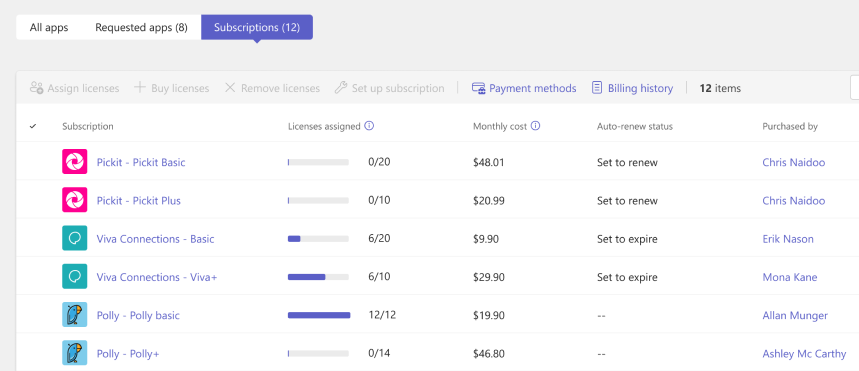 All apps Requested apps (8) Subscriptions (12)
Assign licenses Buy licenses Remove licenses Set up subscription Payment methods Billing history 12 items
Subscription Licenses assigned Monthly cost Auto-renew status Purchased by
Pickit - Pickit Basic 0/20 $48.01 Set to renew Chris Naidoo
Pickit - Pickit Plus 0/10 $20.99 Set to renew Chris Naidoo
Viva Connections - Basic 6/20 $9.90 Set to expire Erik Nason
Viva Connections - Viva+ 6/10 $29.90 Set to expire Mona Kane
Polly - Polly basic 12/12 $19.90 -- Allan Munger
Polly - Polly+ 0/14 $46.80 -- Ashley Mc Carthy